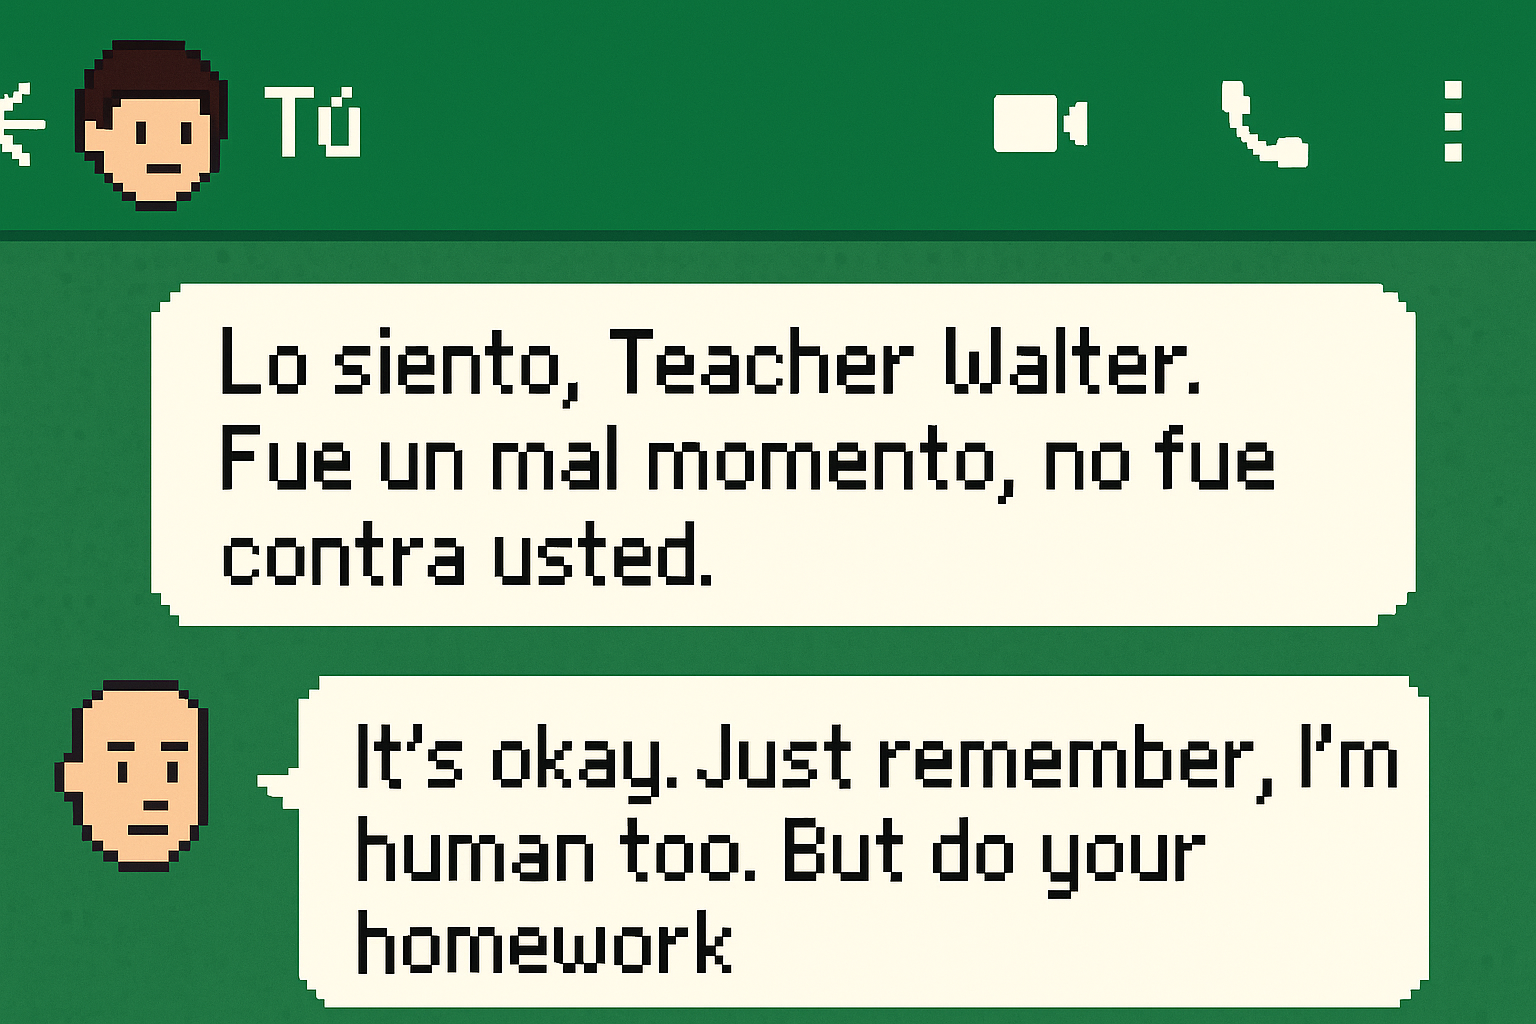 Tú
Lo siento, Teacher Walter.
Fue un mal momento, no fue
contra usted.
It's okay. Just remember, I'm
human too. But do your
homework